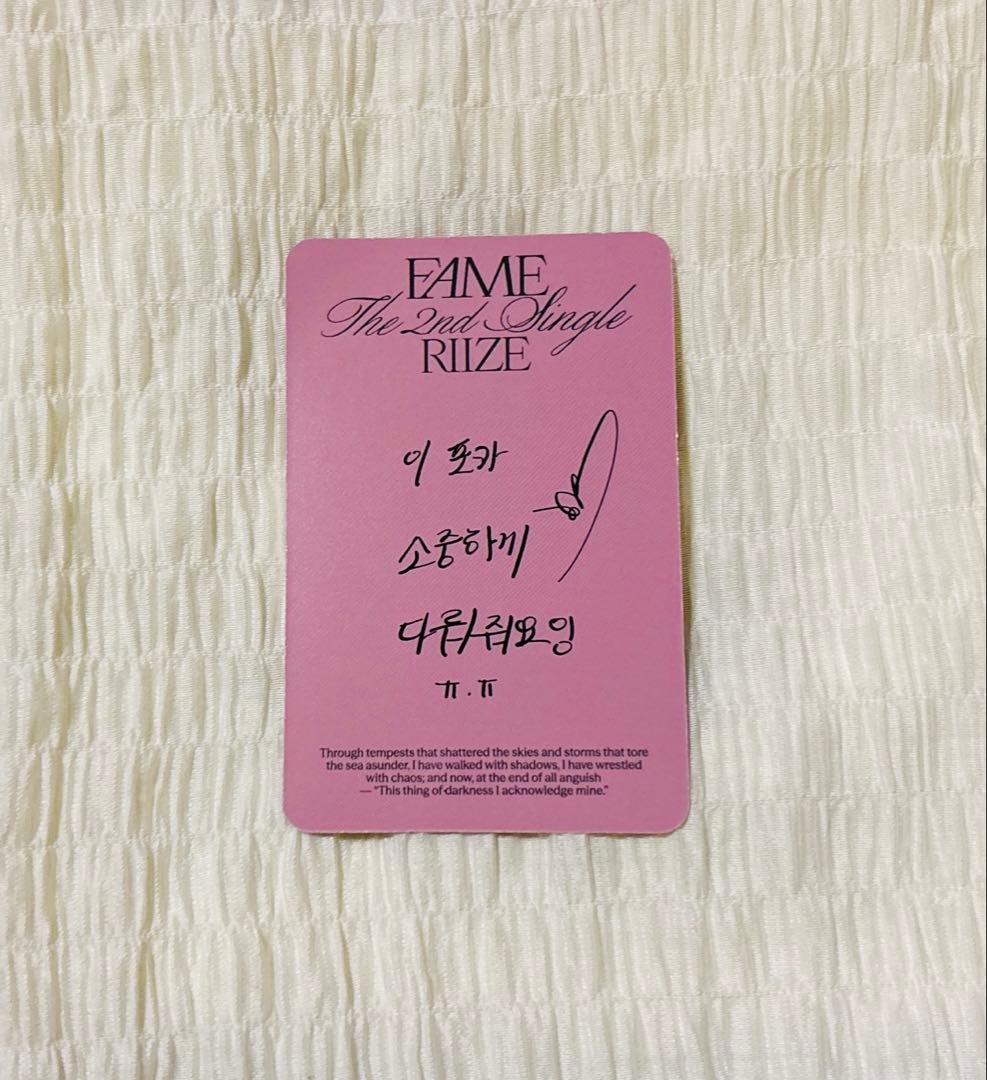 FAME
The 2nd Single
RIIZE
이 포카
소중하게
다뤄줘요잉
ㅠ.ㅠ
Through tempests that shattered the skies and storms that tore
the sea asunder, I have walked with shadows, I have wrestled
with chaos; and now, at the end of all anguish
— “This thing of darkness I acknowledge mine.”